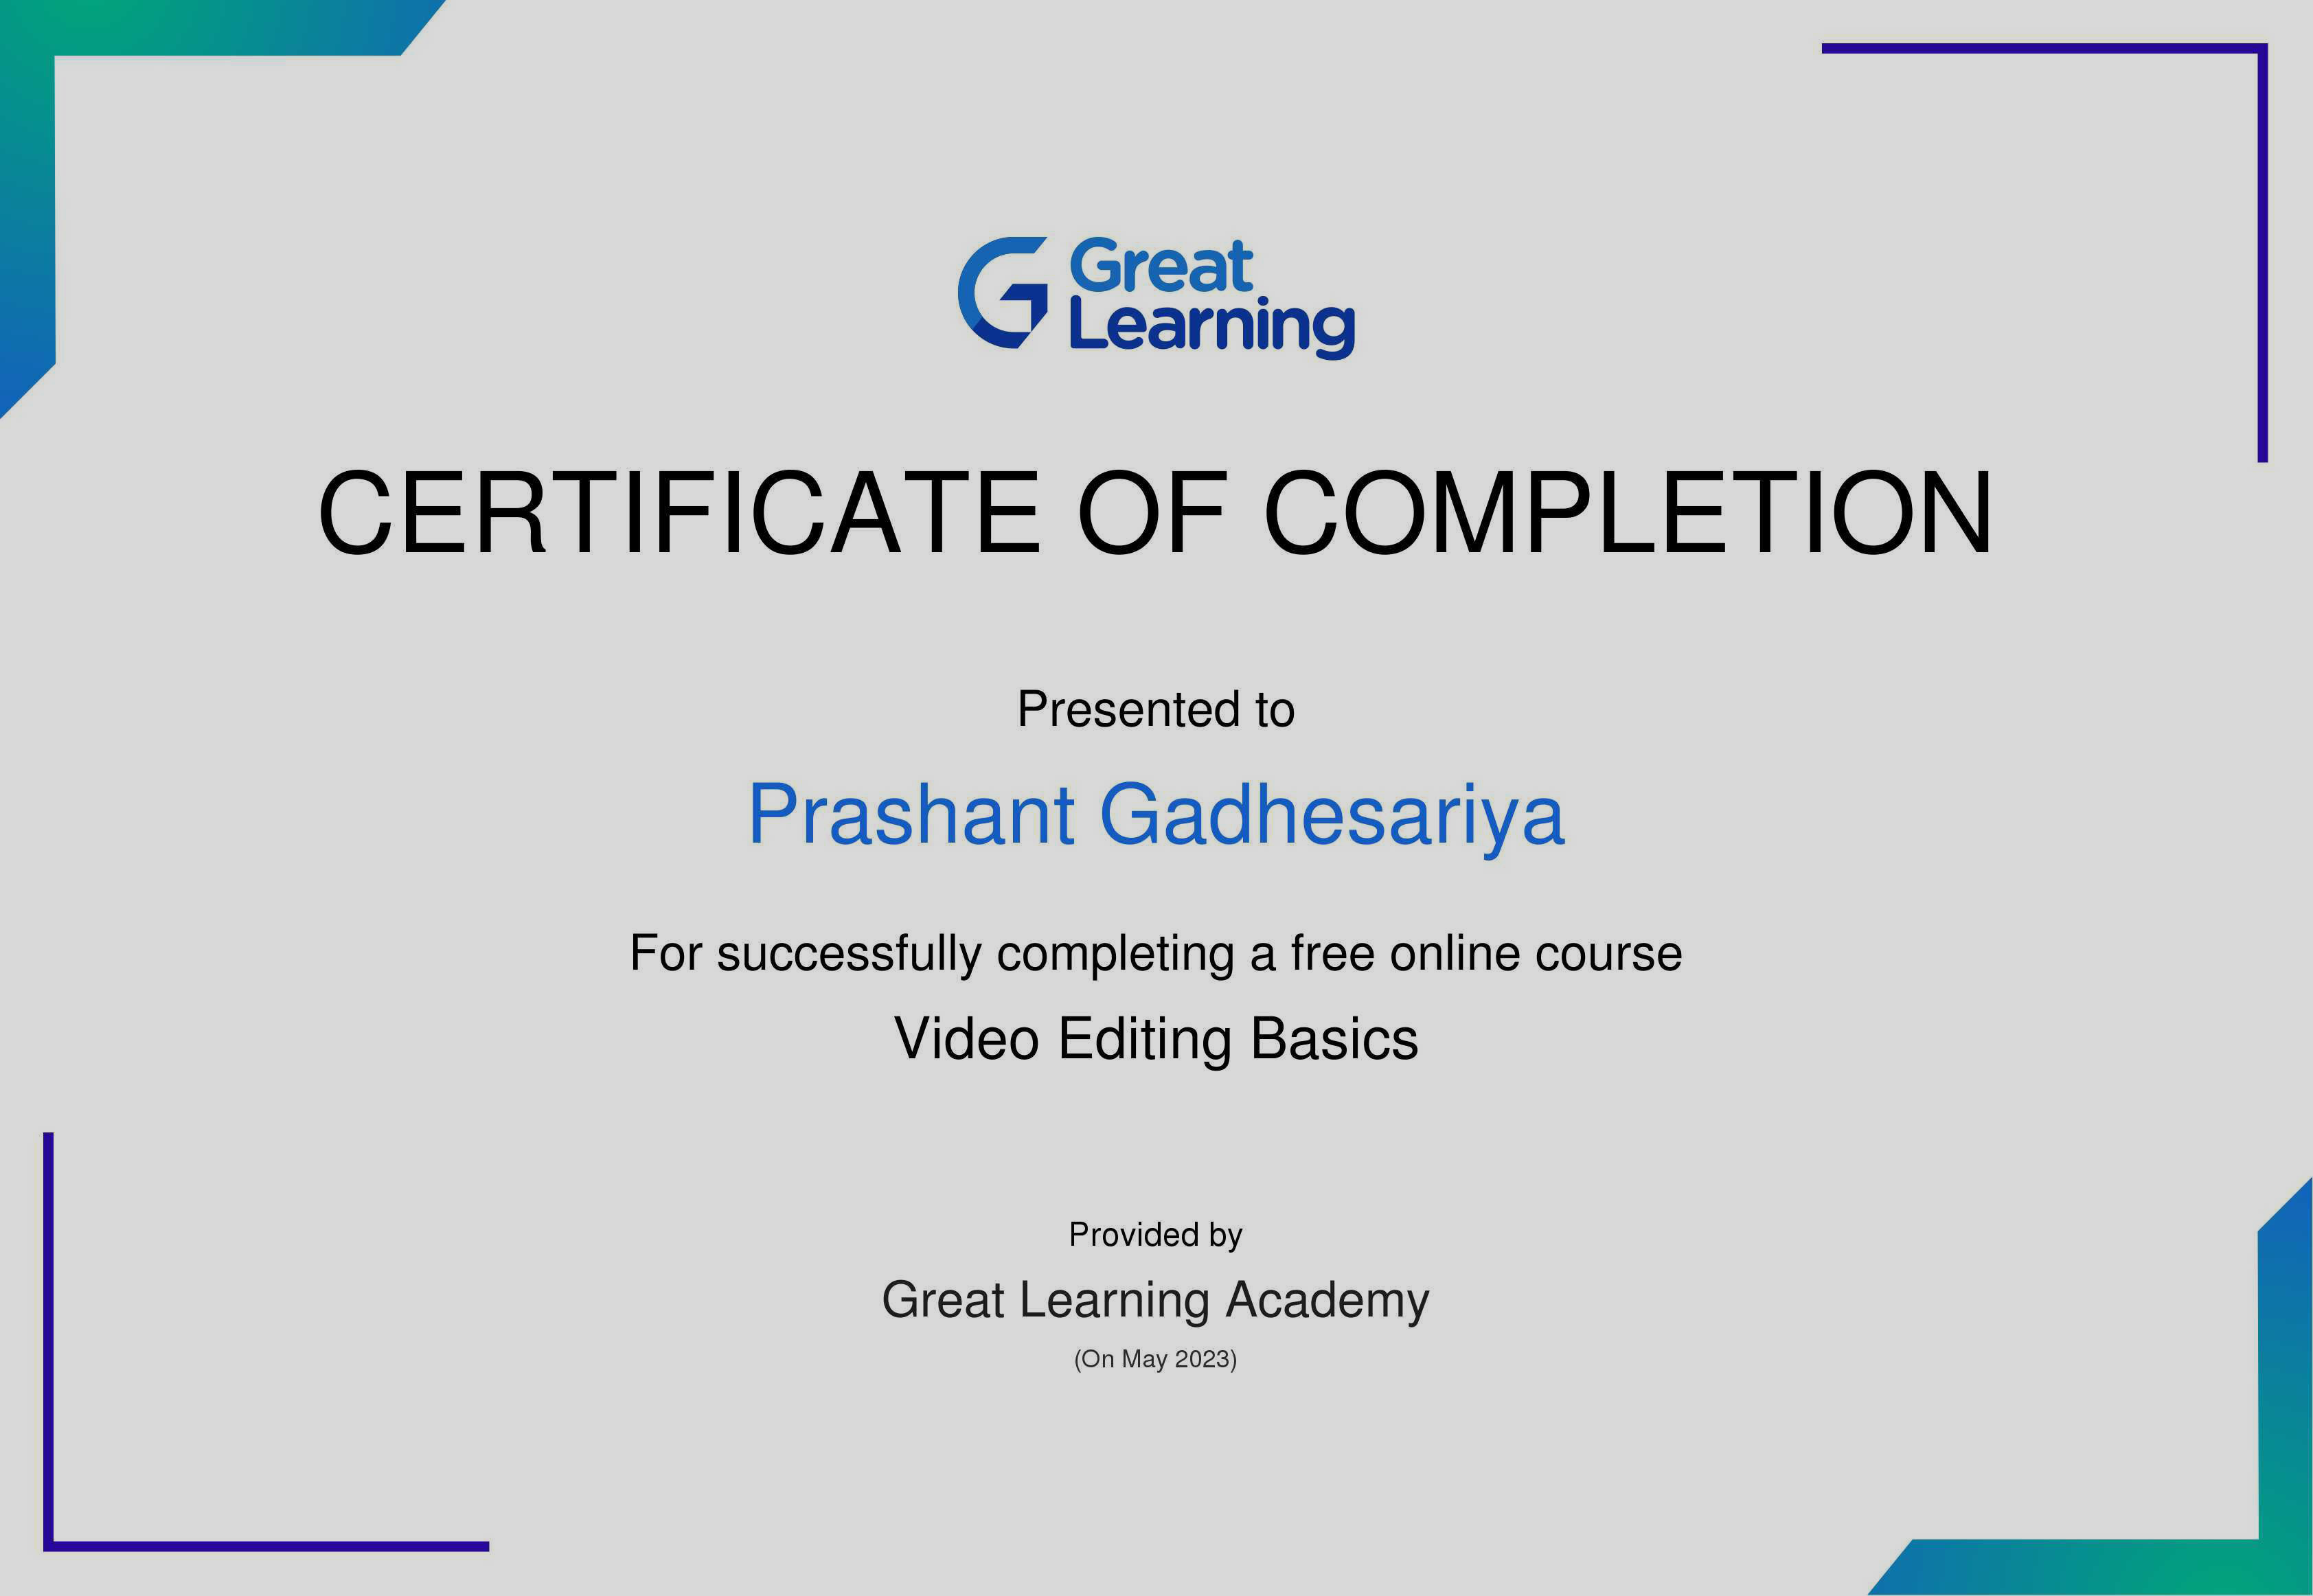 Great
Learning
CERTIFICATE OF COMPLETION
Presented to
Prashant Gadhesariya
For successfully completing a free online course
Video Editing Basics
Provided by
Great Learning Academy
(On May 2023)